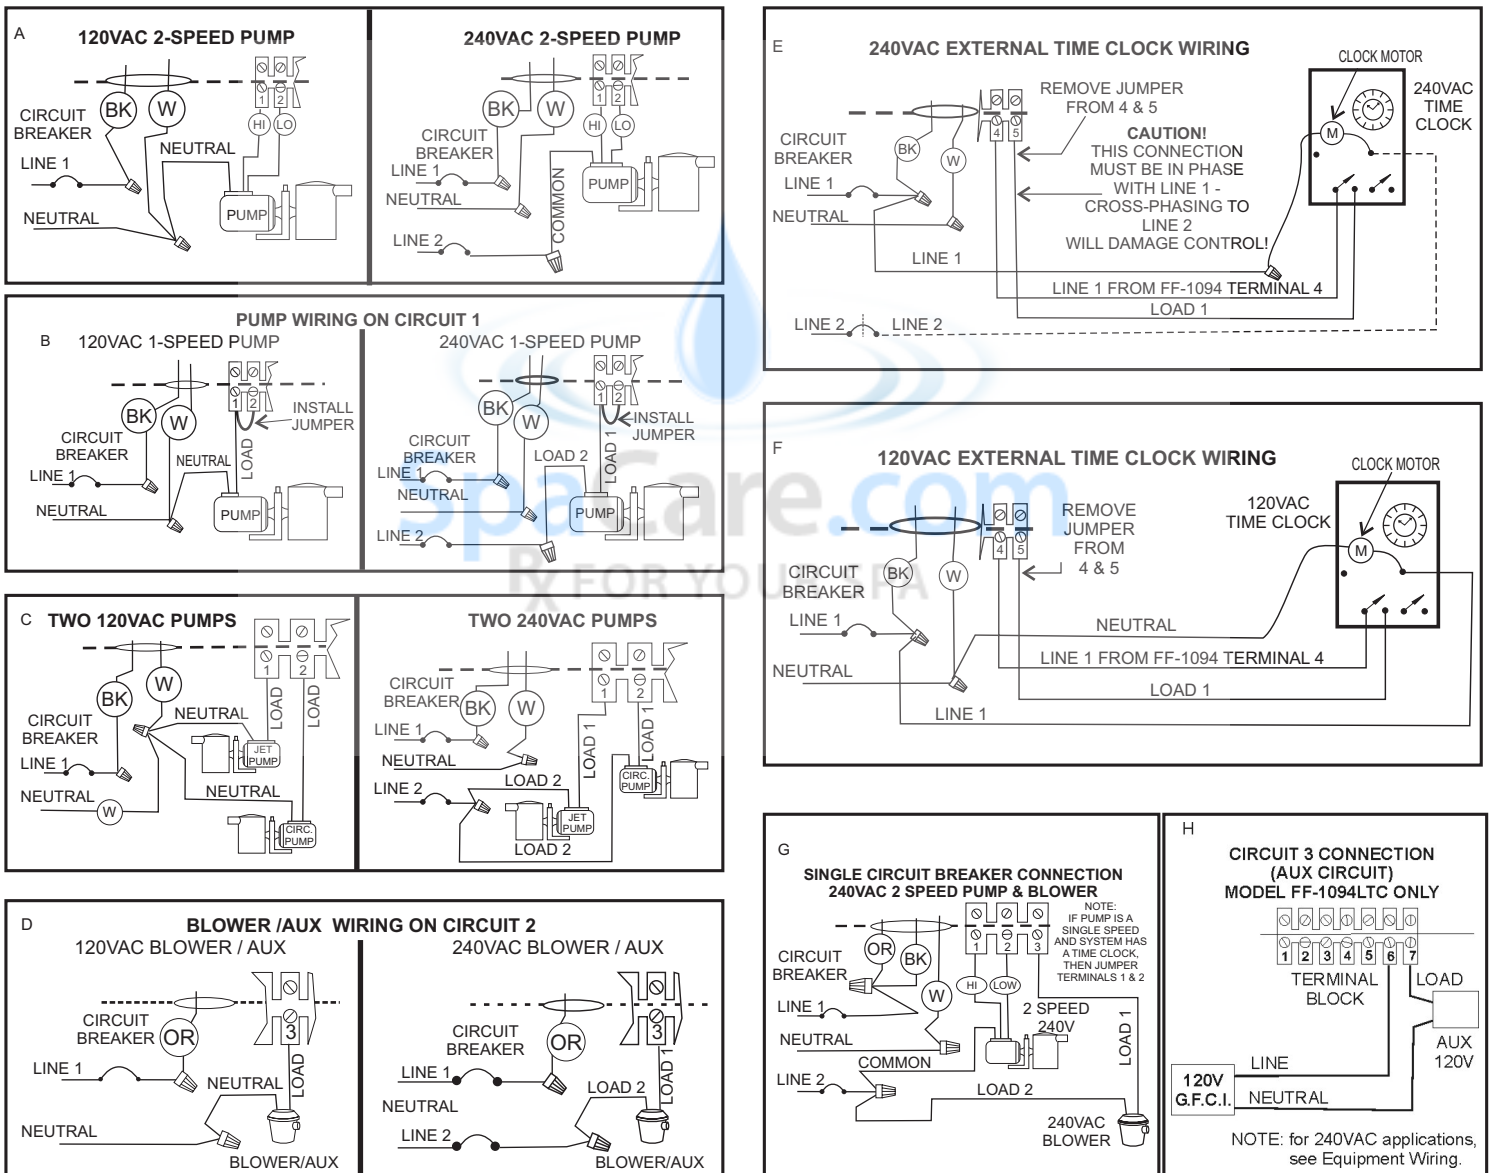 A
120VAC 2-SPEED PUMP
BK
W
CIRCUIT
BREAKER
LINE 1
NEUTRAL
NEUTRAL
1 2
HI LO
PUMP
240VAC 2-SPEED PUMP
BK
W
CIRCUIT
BREAKER
LINE 1
NEUTRAL
LINE 2
COMMON
1 2
HI LO
PUMP
PUMP WIRING ON CIRCUIT 1
B
120VAC 1-SPEED PUMP
BK
W
1 2
INSTALL
JUMPER
CIRCUIT
BREAKER
LINE 1
NEUTRAL
NEUTRAL
LOAD
PUMP
240VAC 1-SPEED PUMP
BK
W
1 2
INSTALL
JUMPER
CIRCUIT
BREAKER
LINE 1
NEUTRAL
LINE 2
LOAD 2
LOAD 1
PUMP
C
TWO 120VAC PUMPS
BK
W
1 2
CIRCUIT
BREAKER
LINE 1
NEUTRAL
W
NEUTRAL
LOAD
LOAD
JET
PUMP
NEUTRAL
CIRC.
PUMP
TWO 240VAC PUMPS
CIRCUIT
BREAKER
BK
W
1 2
LINE 1
NEUTRAL
LINE 2
LOAD 1
LOAD 1
LOAD 2
CIRC.
PUMP
JET
PUMP
LOAD 2
D
BLOWER /AUX WIRING ON CIRCUIT 2
120VAC BLOWER / AUX
CIRCUIT
BREAKER
OR
3
LINE 1
NEUTRAL
LOAD
NEUTRAL
BLOWER/AUX
240VAC BLOWER / AUX
CIRCUIT
BREAKER
OR
3
LINE 1
NEUTRAL
LINE 2
LOAD 2
LOAD 1
BLOWER/AUX
E
240VAC EXTERNAL TIME CLOCK WIRING
CLOCK MOTOR
240VAC
TIME
CLOCK
M
REMOVE JUMPER
FROM 4 & 5
4 5
CAUTION!
THIS CONNECTION
MUST BE IN PHASE
WITH LINE 1 -
CROSS-PHASING TO
LINE 2
WILL DAMAGE CONTROL!
CIRCUIT
BREAKER
BK
W
LINE 1
NEUTRAL
LINE 1
LINE 1 FROM FF-1094 TERMINAL 4
LOAD 1
LINE 2
LINE 2
F
120VAC EXTERNAL TIME CLOCK WIRING
CLOCK MOTOR
120VAC
TIME CLOCK
M
REMOVE
JUMPER
FROM
4 & 5
4 5
CIRCUIT
BREAKER
BK
W
LINE 1
NEUTRAL
NEUTRAL
LINE 1 FROM FF-1094 TERMINAL 4
LOAD 1
LINE 1
G
SINGLE CIRCUIT BREAKER CONNECTION
240VAC 2 SPEED PUMP & BLOWER
NOTE:
IF PUMP IS A
SINGLE SPEED
AND SYSTEM HAS
A TIME CLOCK,
THEN JUMPER
TERMINALS 1 & 2
OR
BK
W
1 2 3
HI LOW
CIRCUIT
BREAKER
LINE 1
NEUTRAL
COMMON
LINE 2
2 SPEED
240V
LOAD 1
LOAD 2
240VAC
BLOWER
H
CIRCUIT 3 CONNECTION
(AUX CIRCUIT)
MODEL FF-1094LTC ONLY
1 2 3 4 5 6 7
TERMINAL
BLOCK
LOAD
AUX
120V
LINE
NEUTRAL
120V
G.F.C.I.
NOTE: for 240VAC applications,
see Equipment Wiring.
SpaCare.com
Rx FOR YOUR SPA